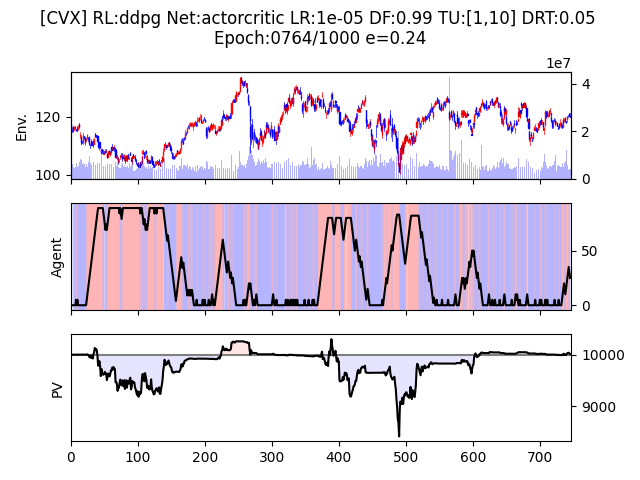 [CVX] RL:ddpg Net:actorcritic LR:1e-05 DF:0.99 TU:[1,10] DRT:0.05
Epoch:0764/1000 e=0.24
1e7
Env.
120
100
4
2
0
Agent
50
0
PV
10000
9000
0 100 200 300 400 500 600 700